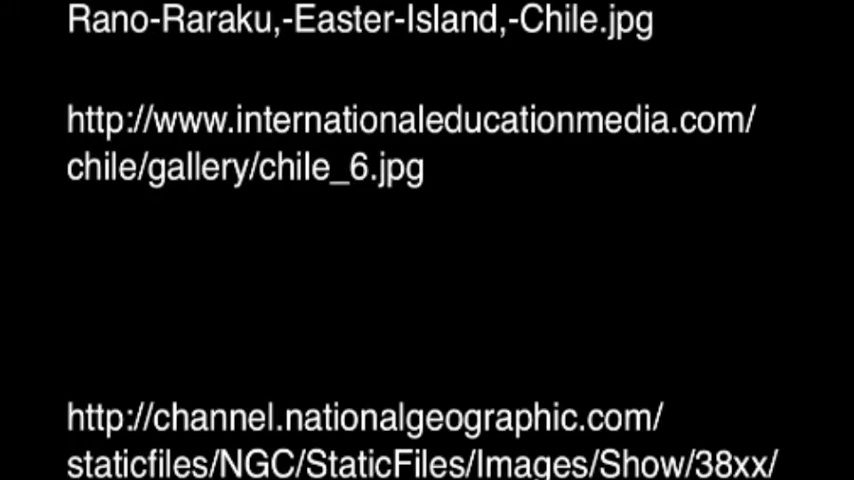 Rano-Raraku,-Easter-Island,-Chile.jpg
http://www.internationaleducationmedia.com/
chile/gallery/chile_6.jpg
http://channel.nationalgeographic.com/
staticfiles/NGC/StaticFiles/Images/Show/38xx/